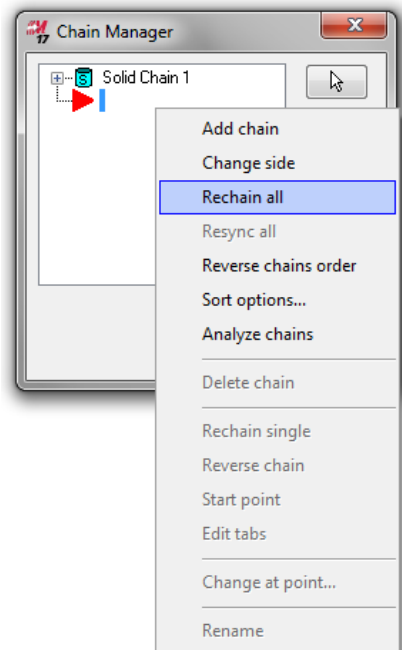 17 Chain Manager
Solid Chain 1
Add chain
Change side
Rechain all
Resync all
Reverse chains order
Sort options...
Analyze chains
Delete chain
Rechain single
Reverse chain
Start point
Edit tabs
Change at point...
Rename